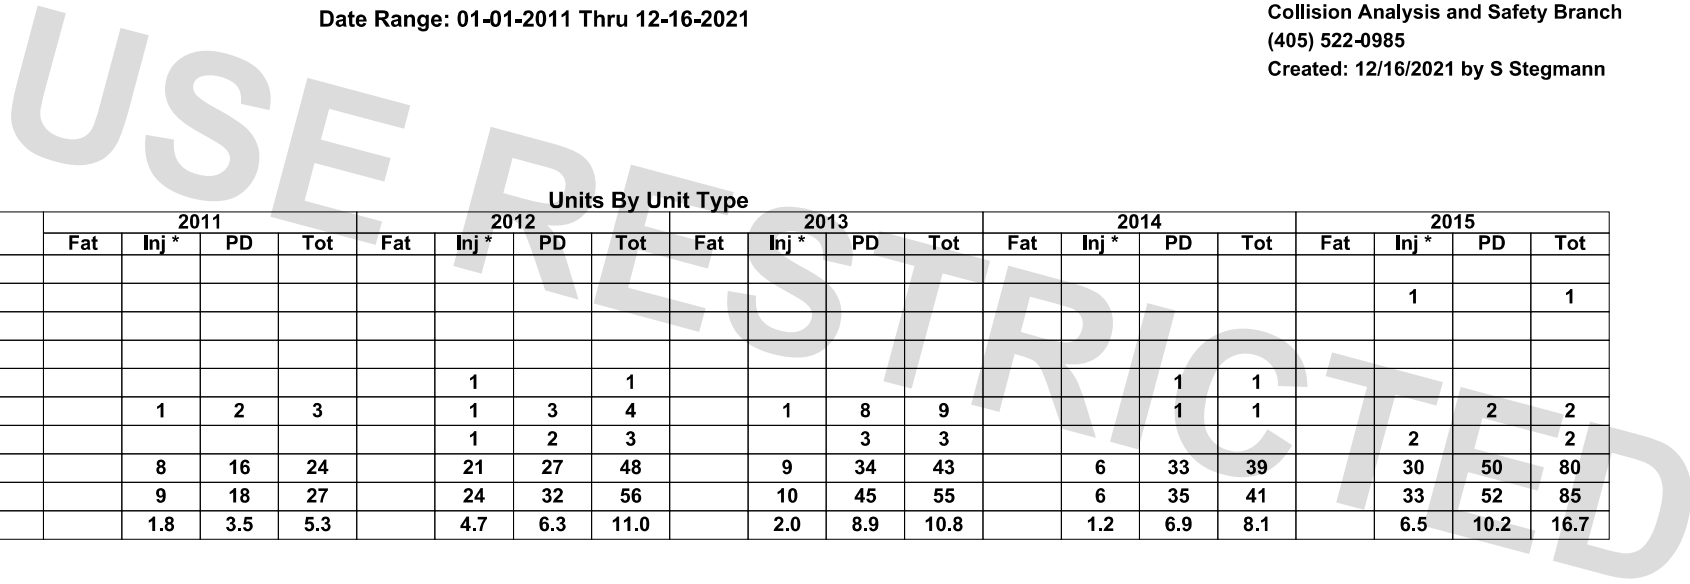 Date Range: 01-01-2011 Thru 12-16-2021
Collision Analysis and Safety Branch
(405) 522-0985
Created: 12/16/2021 by S Stegmann
USE RESTRICTED
Units By Unit Type
2011 2012 2013 2014 2015
Fat Inj * PD Tot Fat Inj * PD Tot Fat Inj * PD Tot Fat Inj * PD Tot Fat Inj * PD Tot
1 1
1 1 1 1
1 2 3 1 3 4 1 8 9 1 1 2 2
1 2 3 3 3 2 2
8 16 24 21 27 48 9 34 43 6 33 39 30 50 80
9 18 27 24 32 56 10 45 55 6 35 41 33 52 85
1.8 3.5 5.3 4.7 6.3 11.0 2.0 8.9 10.8 1.2 6.9 8.1 6.5 10.2 16.7